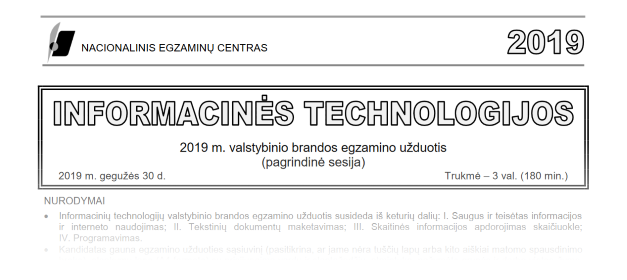 NACIONALINIS EGZAMINŲ CENTRAS
2019
INFORMACINĖS TECHNOLOGIJOS
2019 m. valstybinio brandos egzamino užduotis
(pagrindinė sesija)
2019 m. gegužės 30 d.
Trukmė – 3 val. (180 min.)
NURODYMAI
• Informacinių technologijų valstybinio brandos egzamino užduotis susideda iš keturių dalių: I. Saugus ir teisėtas informacijos
ir interneto naudojimas; II. Tekstinių dokumentų maketavimas; III. Skaitinės informacijos apdorojimas skaičiuokle;
IV. Programavimas.
• Kandidatas gauna egzamino užduoties sąsiuvinį